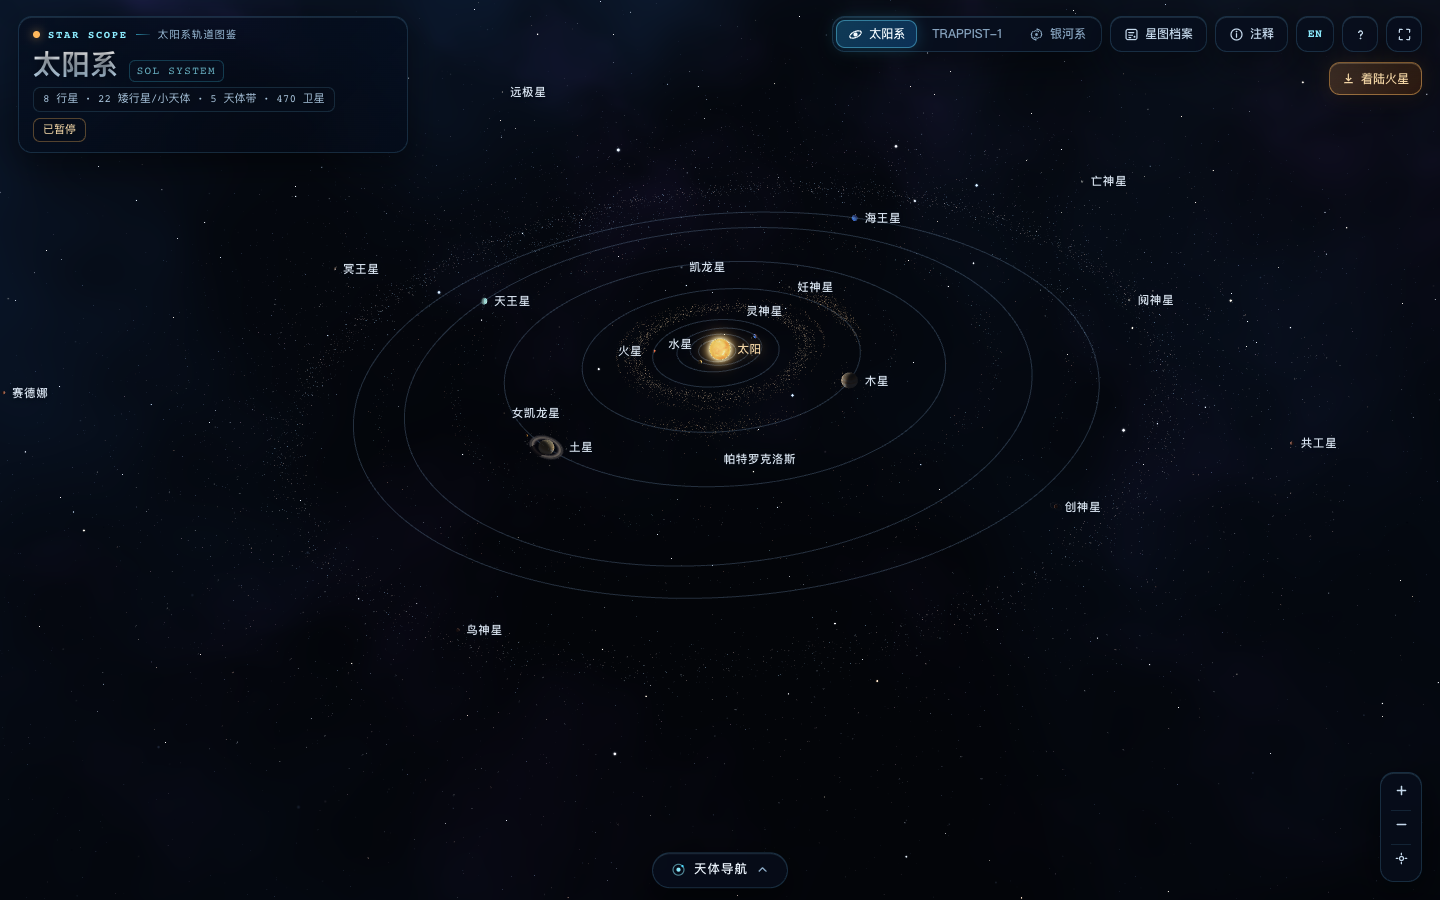 STAR SCOPE — 太阳系轨道图鉴
太阳系 SOL SYSTEM
8 行星 · 22 矮行星/小天体 · 5 天体带 · 470 卫星
已暂停
太阳系 TRAPPIST-1 银河系 星图档案 注释 EN ?
着陆火星
远极星
亡神星
海王星
冥王星
凯龙星
天王星
妊神星
阋神星
灵神星
水星
太阳
火星
木星
赛德娜
女凯龙星
共工星
土星
帕特罗克洛斯
创神星
鸟神星
+
−
天体导航